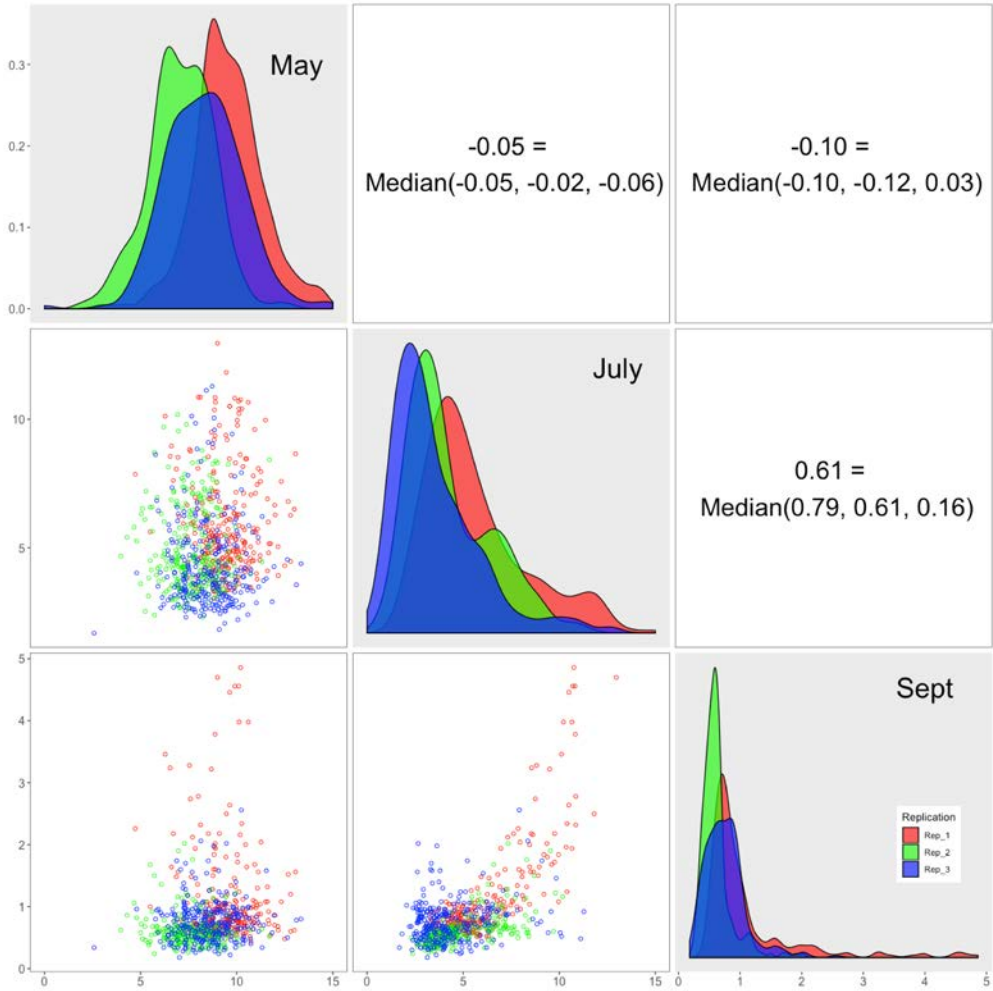 May
0.3
0.2
0.1
0.0
-0.05 =
Median(-0.05, -0.02, -0.06)
-0.10 =
Median(-0.10, -0.12, 0.03)
10
5
July
0.61 =
Median(0.79, 0.61, 0.16)
5
4
3
2
1
0
Sept
Replication
Rep_1
Rep_2
Rep_3
0 5 10 15
0 5 10 15
0 1 2 3 4 5